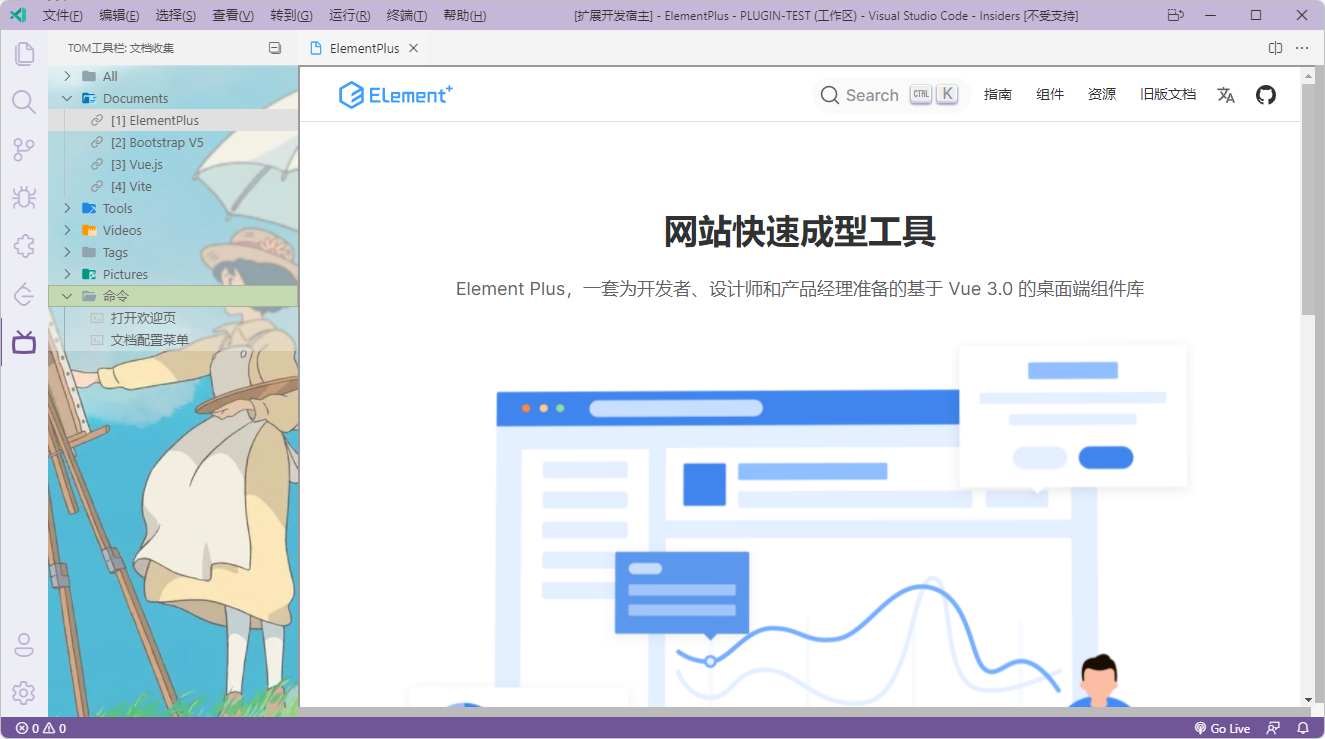 文件(F) 编辑(E) 选择(S) 查看(V) 转到(G) 运行(R) 终端(T) 帮助(H) [扩展开发宿主] - ElementPlus - PLUGIN-TEST (工作区) - Visual Studio Code - Insiders [不受支持]
TOM工具栏: 文档收集
ElementPlus
All
Documents
[1] ElementPlus
[2] Bootstrap V5
[3] Vue.js
[4] Vite
Tools
Videos
Tags
Pictures
命令
打开欢迎页
文档配置菜单
Element+ Search CTRL K 指南 组件 资源 旧版文档
网站快速成型工具
Element Plus，一套为开发者、设计师和产品经理准备的基于 Vue 3.0 的桌面端组件库
0 0 Go Live